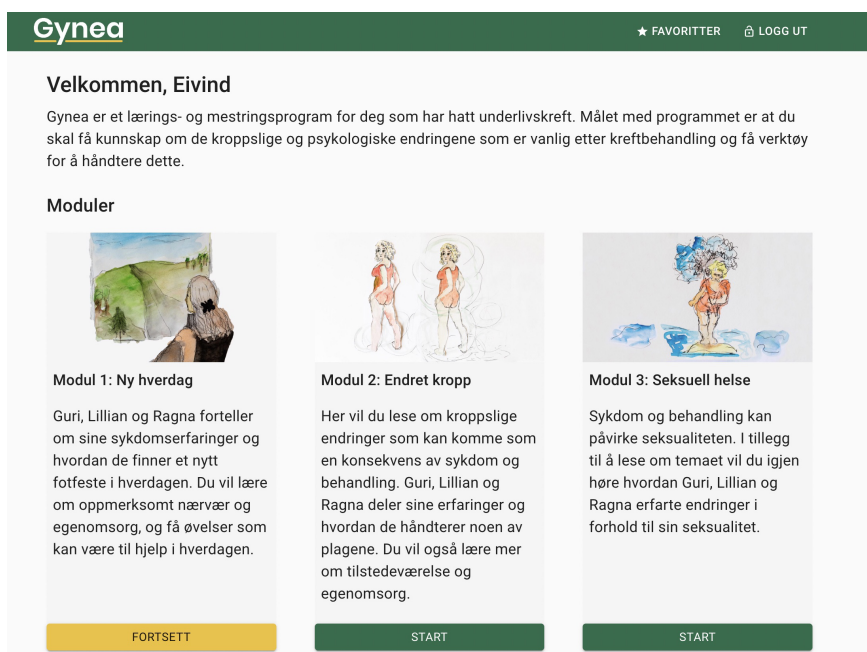 Gynea
FAVORITTER
LOGG UT
Velkommen, Eivind
Gynea er et lærings- og mestringsprogram for deg som har hatt underlivskreft. Målet med programmet er at du
skal få kunnskap om de kroppslige og psykologiske endringene som er vanlig etter kreftbehandling og få verktøy
for å håndtere dette.
Moduler
Modul 1: Ny hverdag
Guri, Lillian og Ragna forteller
om sine sykdomserfaringer og
hvordan de finner et nytt
fotfeste i hverdagen. Du vil lære
om oppmerksomt nærvær og
egenomsorg, og få øvelser som
kan være til hjelp i hverdagen.
FORTSETT
Modul 2: Endret kropp
Her vil du lese om kroppslige
endringer som kan komme som
en konsekvens av sykdom og
behandling. Guri, Lillian og
Ragna deler sine erfaringer og
hvordan de håndterer noen av
plagene. Du vil også lære mer
om tilstedeværelse og
egenomsorg.
START
Modul 3: Seksuell helse
Sykdom og behandling kan
påvirke seksualiteten. I tillegg
til å lese om temaet vil du igjen
høre hvordan Guri, Lillian og
Ragna erfarte endringer i
forhold til sin seksualitet.
START